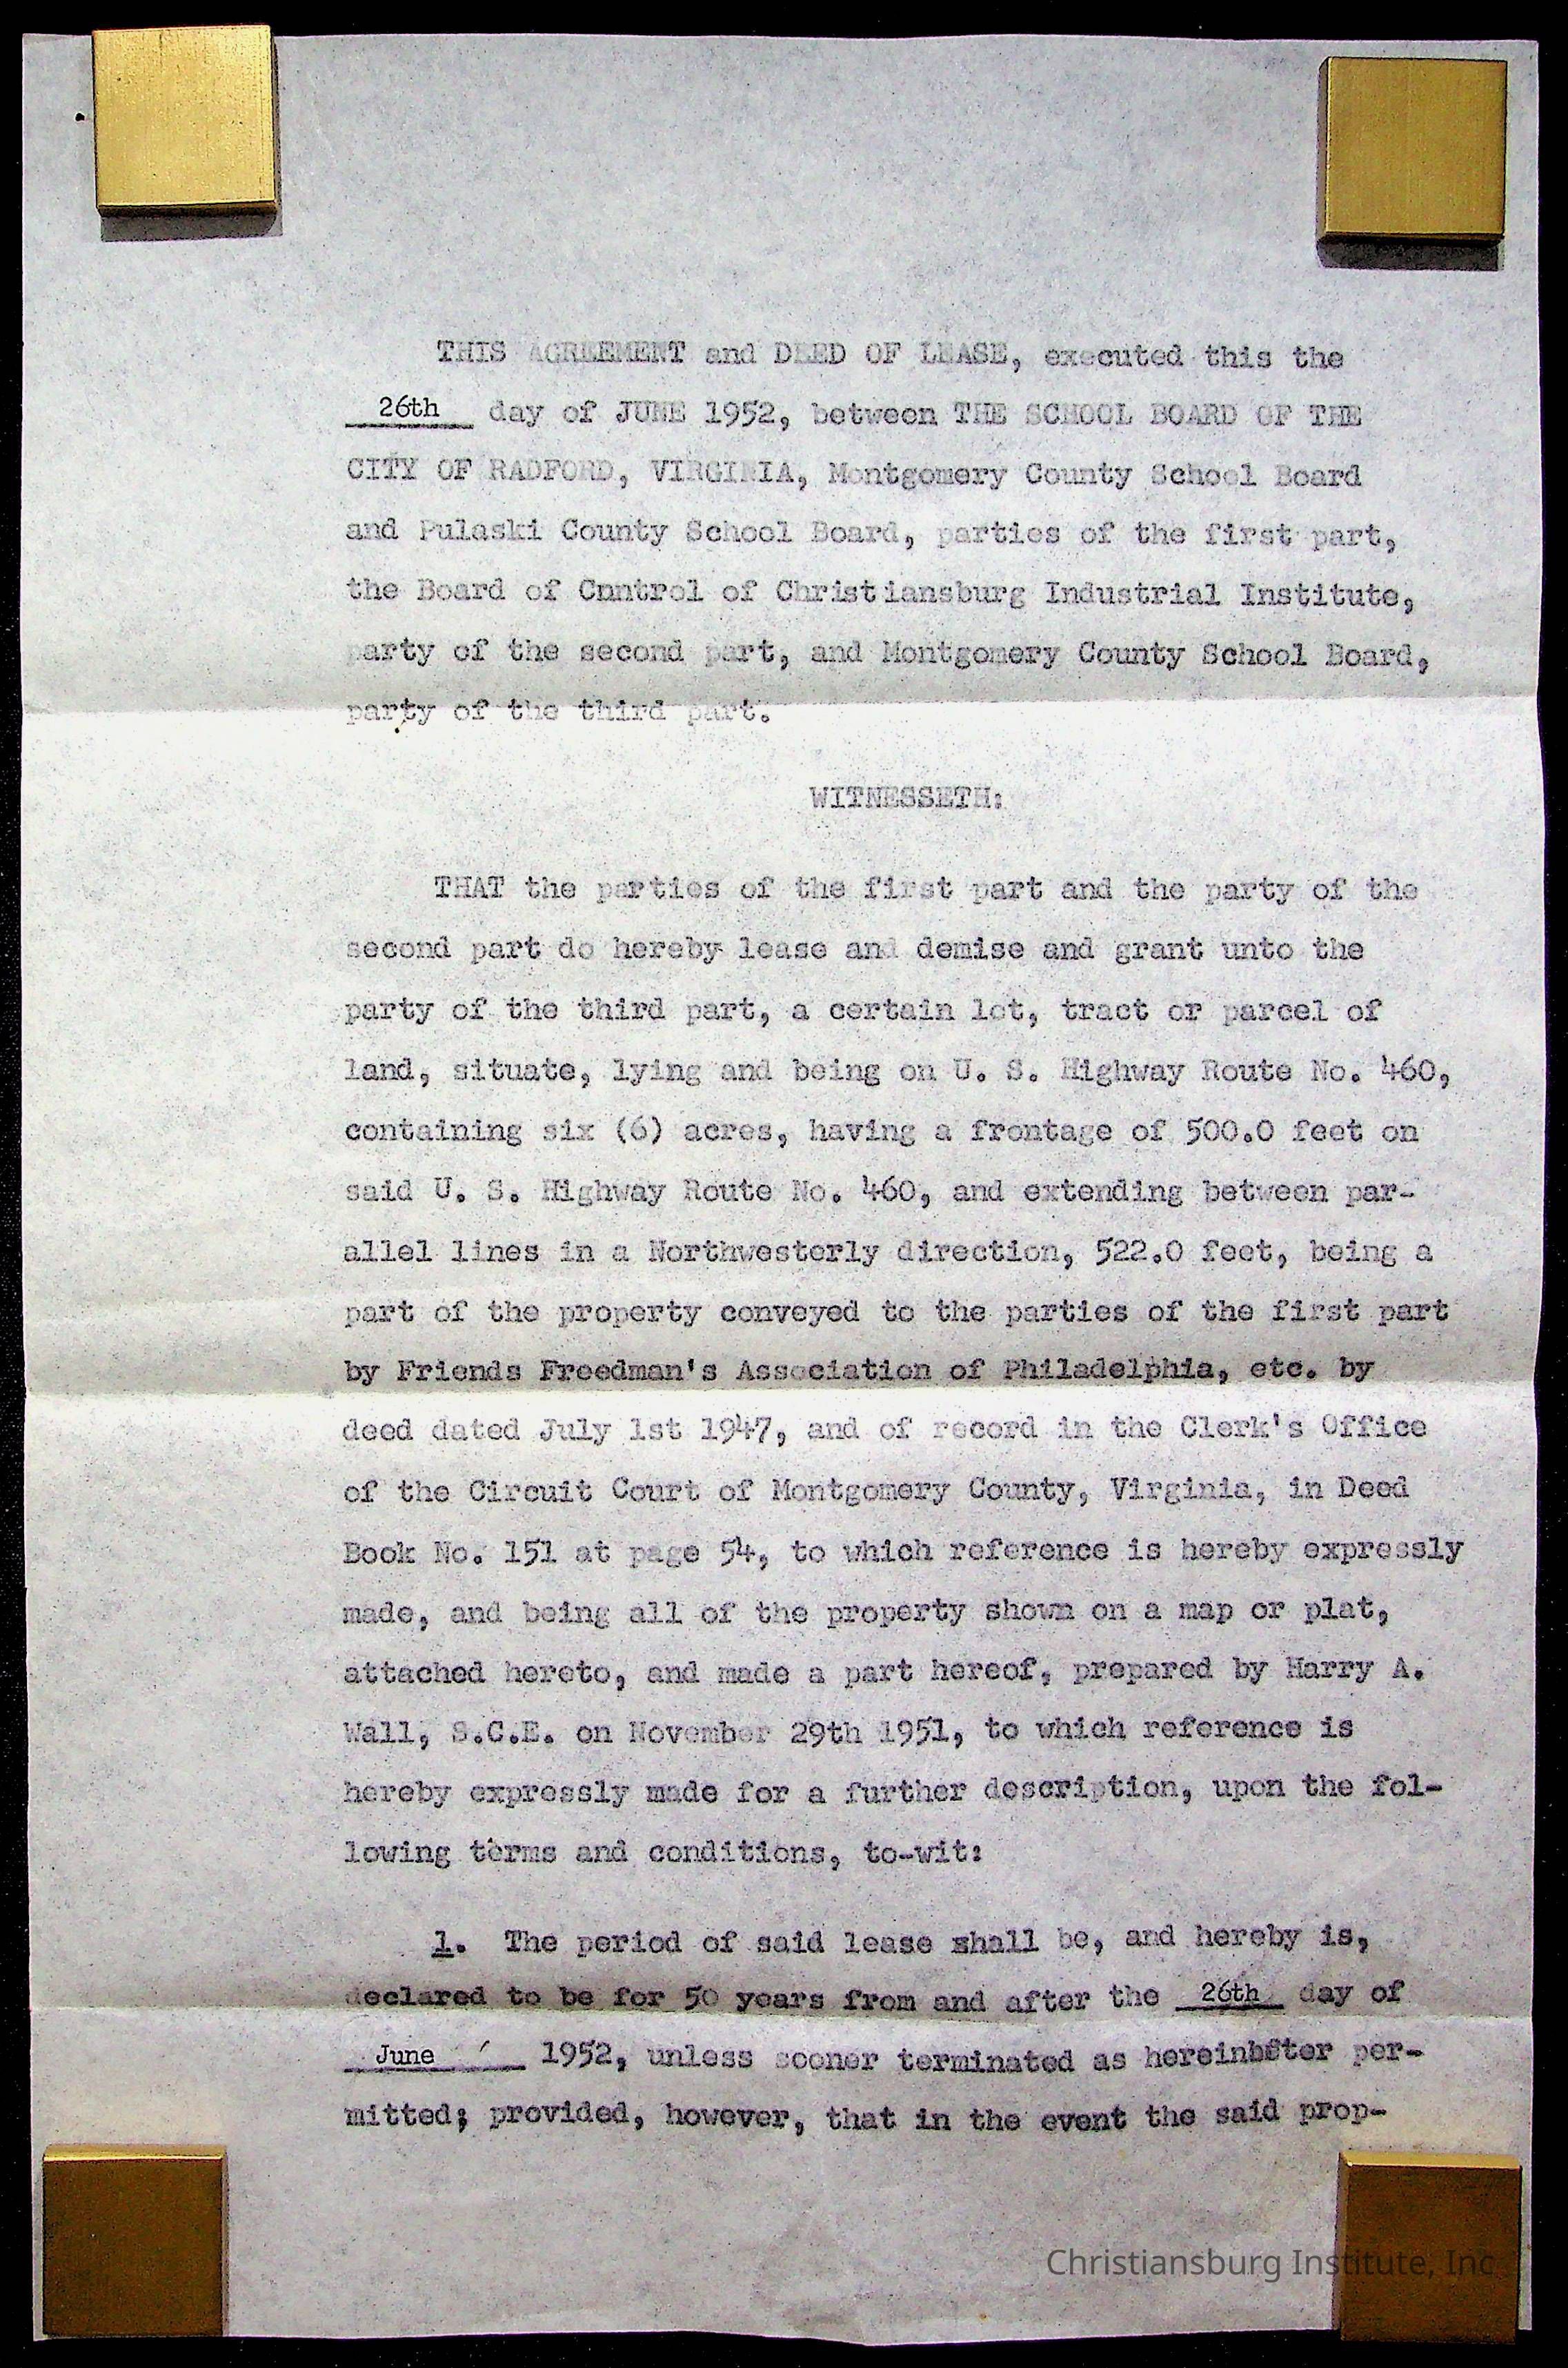 THIS AGREEMENT and DEED OF LEASE, executed this the
26th day of JUNE 1952, between THE SCHOOL BOARD OF THE
CITY OF RADFORD, VIRGINIA, Montgomery County School Board
and Pulaski County School Board, parties of the first part,
the Board of Cnntrol of Christiansburg Industrial Institute,
party of the second part, and Montgomery County School Board,
party of the third part.
WITNESSETH:
THAT the parties of the first part and the party of the
second part do hereby lease and demise and grant unto the
party of the third part, a certain lot, tract or parcel of
land, situate, lying and being on U. S. Highway Route No. 460,
containing six (6) acres, having a frontage of 500.0 feet on
said U. S. Highway Route No. 460, and extending between par-
allel lines in a Northwesterly direction, 522.0 feet, being a
part of the property conveyed to the parties of the first part
by Friends Freedman's Association of Philadelphia, etc. by
deed dated July 1st 1947, and of record in the Clerk's Office
of the Circuit Court of Montgomery County, Virginia, in Deed
Book No. 151 at page 54, to which reference is hereby expressly
made, and being all of the property shown on a map or plat,
attached hereto, and made a part hereof, prepared by Harry A.
Wall, S.C.E. on November 29th 1951, to which reference is
hereby expressly made for a further description, upon the fol-
lowing terms and conditions, to-wit:
1. The period of said lease shall be, and hereby is,
declared to be for 50 years from and after the 26th day of
June 1952, unless sooner terminated as hereinafter per-
mitted; provided, however, that in the event the said prop-
Christiansburg Institute, Inc